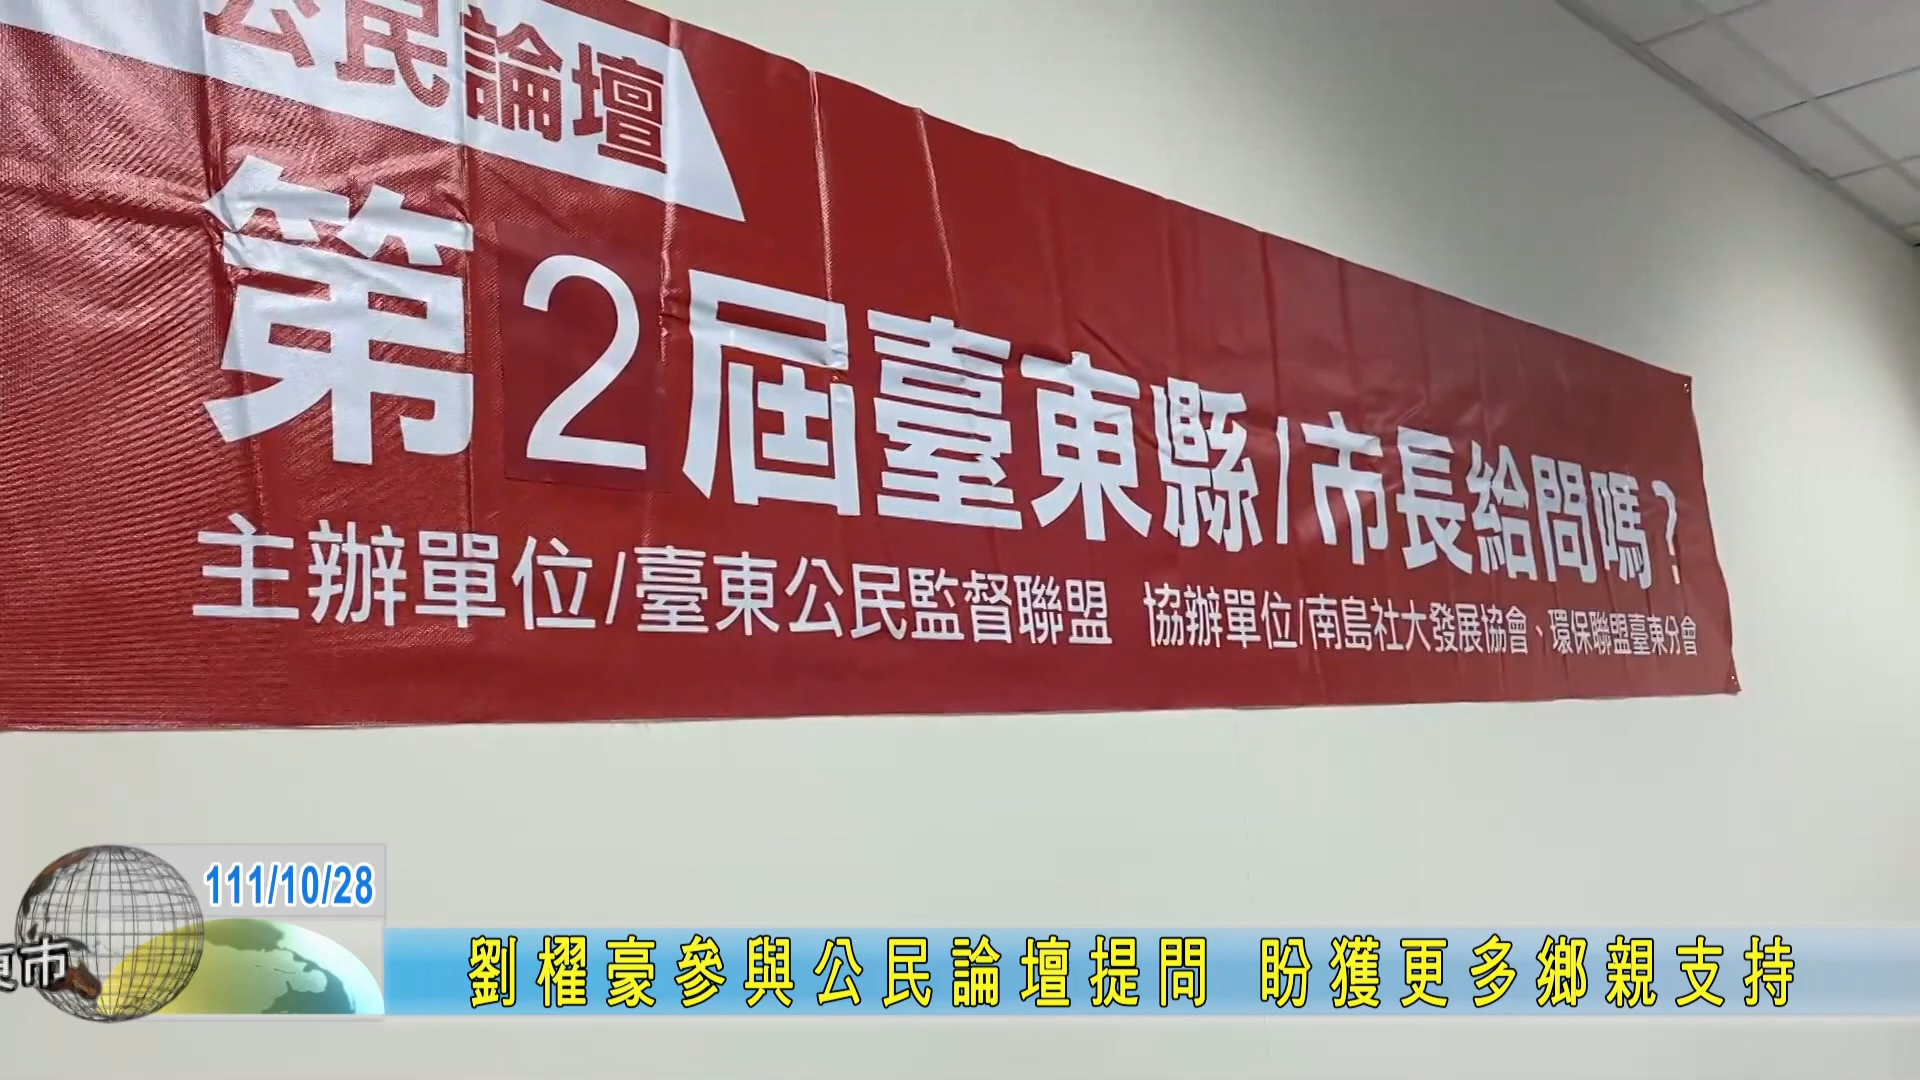 公民論壇
第2屆臺東縣/市長給問嗎?
主辦單位/臺東公民監督聯盟 協辦單位/南島社大發展協會、環保聯盟臺東分會
111/10/28
東市
劉櫂豪參與公民論壇提問 盼獲更多鄉親支持